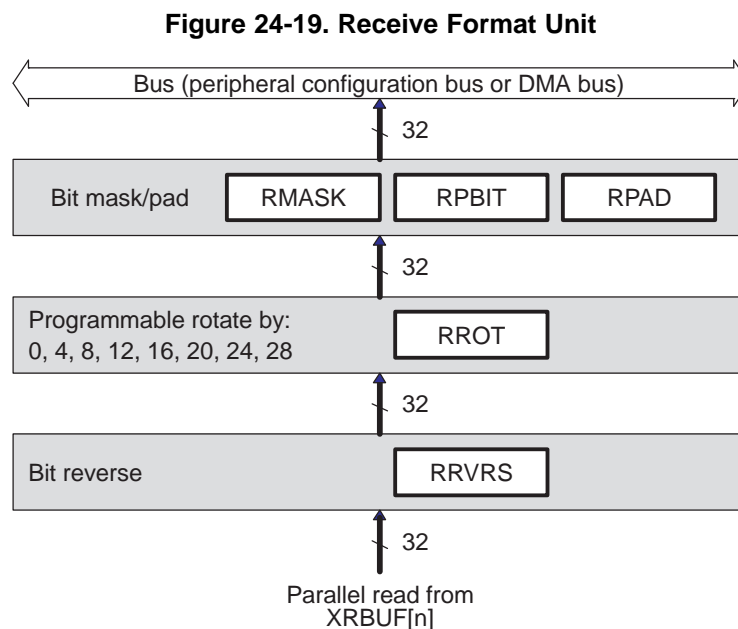 Figure 24-19. Receive Format Unit
Bus (peripheral configuration bus or DMA bus)
32
Bit mask/pad RMASK RPBIT RPAD
32
Programmable rotate by:
0, 4, 8, 12, 16, 20, 24, 28
RROT
32
Bit reverse RRVRS
32
Parallel read from
XRBUF[n]